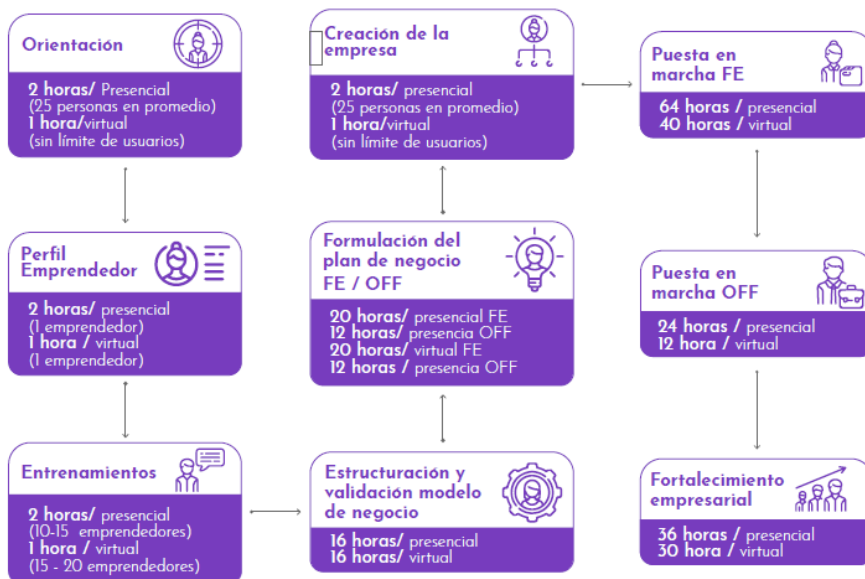 Orientación
2 horas/ Presencial
(25 personas en promedio)
1 hora/virtual
(sin límite de usuarios)
Perfil
Emprendedor
2 horas/ presencial
(1 emprendedor)
1 hora / virtual
(1 emprendedor)
Entrenamientos
2 horas/ presencial
(10-15 emprendedores)
1 hora / virtual
(15 - 20 emprendedores)
Estructuración y
validación modelo
de negocio
16 horas/ presencial
16 horas/ virtual
Formulación del
plan de negocio
FE / OFF
20 horas/ presencial FE
12 horas/ presencia OFF
20 horas/ virtual FE
12 horas / presencia OFF
Creación de la
empresa
2 horas/ presencial
(25 personas en promedio)
1 hora/virtual
(sin límite de usuarios)
Puesta en
marcha FE
64 horas / presencial
40 horas / virtual
Puesta en
marcha OFF
24 horas / presencial
12 hora / virtual
Fortalecimiento
empresarial
36 horas / presencial
30 hora / virtual